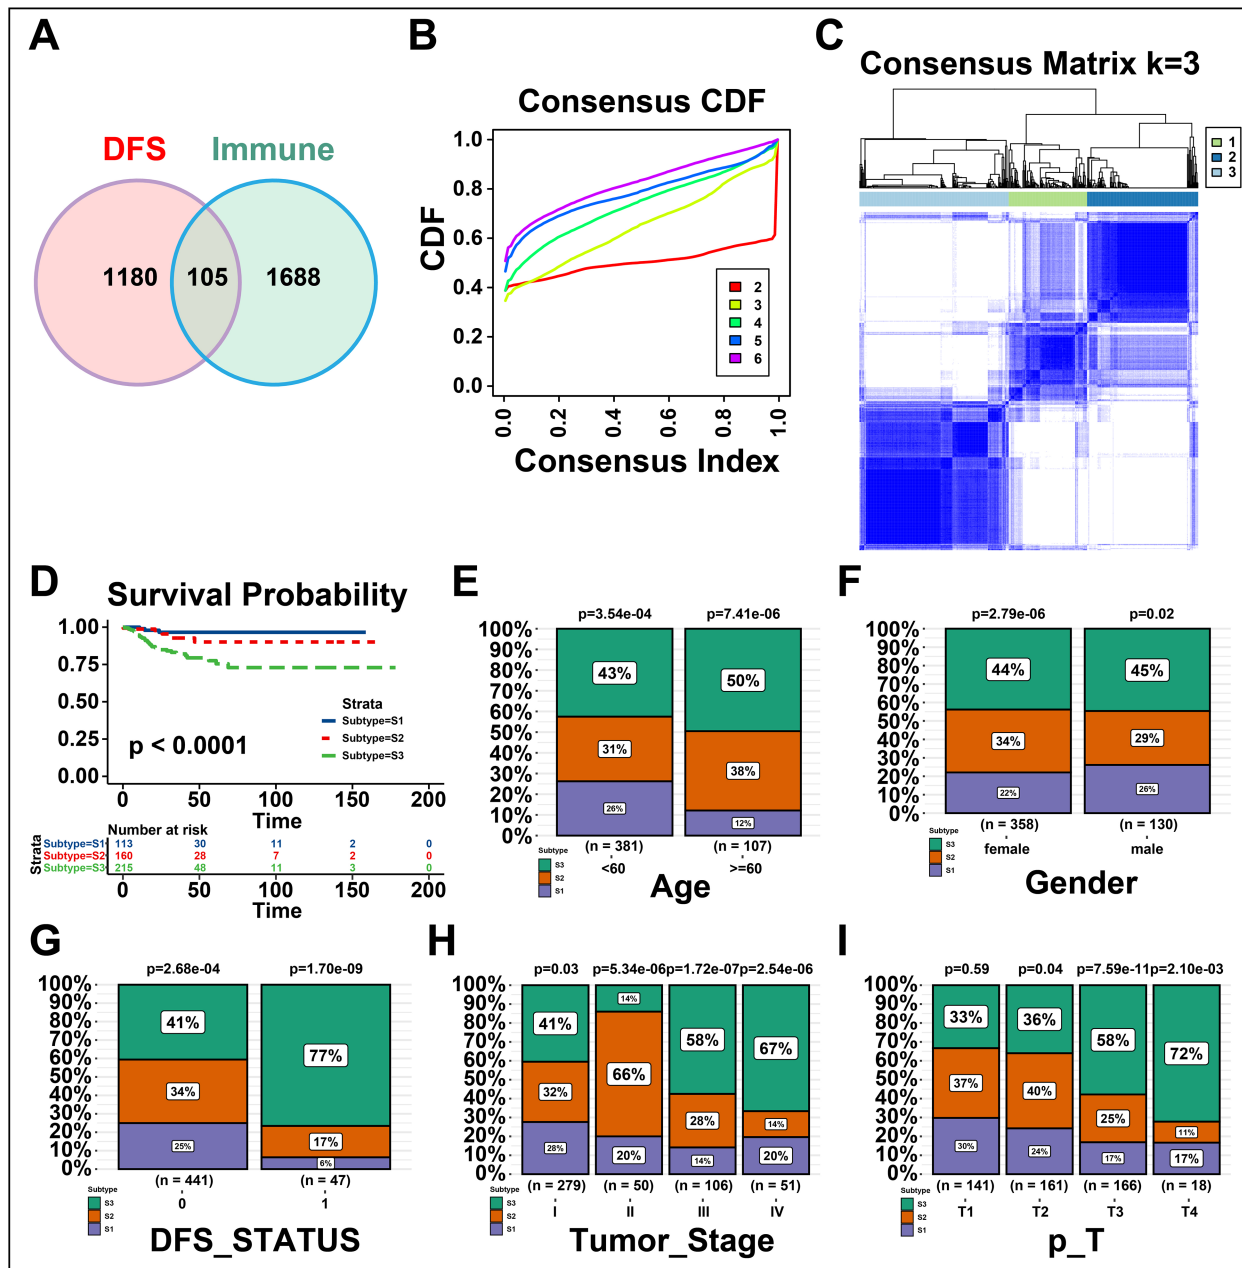 A
DFS
Immune
1180
105
1688
B
Consensus CDF
CDF
1.0
0.8
0.6
0.4
0.2
0.0
2
3
4
5
6
0.0
0.2
0.4
0.6
0.8
1.0
Consensus Index
C
Consensus Matrix k=3
1
2
3
D
Survival Probability
1.00
0.75
0.50
0.25
0.00
p < 0.0001
Strata
Subtype=S1
Subtype=S2
Subtype=S3
0 50 100 150 200
Time
Number at risk
Strata
Subtype=S1 113 30 11 2 0
Subtype=S2 160 28 7 2 0
Subtype=S3 215 48 11 3 0
0 50 100 150 200
Time
E
p=3.54e-04 p=7.41e-06
100%
90%
80%
70%
60%
50%
40%
30%
20%
10%
0%
43%
31%
26%
50%
38%
12%
(n = 381) (n = 107)
<60 >=60
Subtype
S3
S2
S1
Age
F
p=2.79e-06 p=0.02
100%
90%
80%
70%
60%
50%
40%
30%
20%
10%
0%
44%
34%
22%
45%
29%
26%
(n = 358) (n = 130)
female male
Subtype
S3
S2
S1
Gender
G
p=2.68e-04 p=1.70e-09
100%
90%
80%
70%
60%
50%
40%
30%
20%
10%
0%
41%
34%
25%
77%
17%
6%
(n = 441) (n = 47)
0 1
Subtype
S3
S2
S1
DFS_STATUS
H
p=0.03 p=5.34e-06 p=1.72e-07 p=2.54e-06
100%
90%
80%
70%
60%
50%
40%
30%
20%
10%
0%
41%
32%
28%
14%
66%
20%
58%
28%
14%
67%
14%
20%
(n = 279) (n = 50) (n = 106) (n = 51)
I II III IV
Subtype
S3
S2
S1
Tumor_Stage
I
p=0.59 p=0.04 p=7.59e-11 p=2.10e-03
100%
90%
80%
70%
60%
50%
40%
30%
20%
10%
0%
33%
37%
30%
36%
40%
24%
58%
25%
17%
72%
11%
17%
(n = 141) (n = 161) (n = 166) (n = 18)
T1 T2 T3 T4
Subtype
S3
S2
S1
p_T